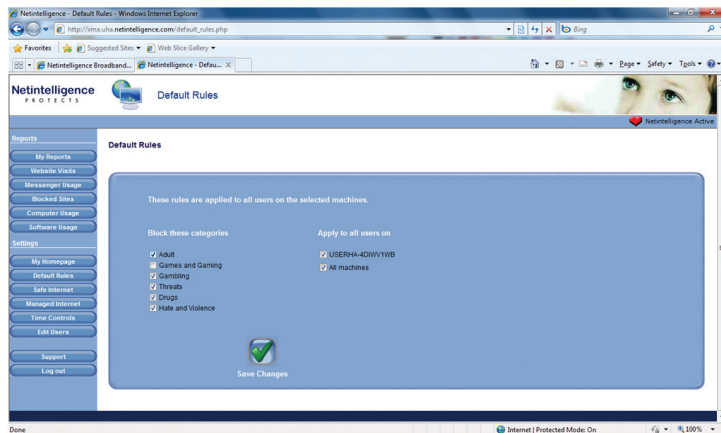 Netintelligence - Default Rules - Windows Internet Explorer
http://xma.uha.netintelligence.com/default_rules.php
Bing
Favorites
Suggested Sites
Web Slice Gallery
Netintelligence Broadband...
Netintelligence - Defau...
Page
Safety
Tools
Netintelligence
PROTECTS
Default Rules
Netintelligence Active
Reports
My Reports
Website Visits
Messenger Usage
Blocked Sites
Computer Usage
Software Usage
Settings
My Homepage
Default Rules
Safe Internet
Managed Internet
Time Controls
Edit Users
Support
Log out
Default Rules
These rules are applied to all users on the selected machines.
Block these categories
Adult
Games and Gaming
Gambling
Threats
Drugs
Hate and Violence
Apply to all users on
USERHA-4DIWV1WB
All machines
Save Changes
Done
Internet | Protected Mode: On
100%